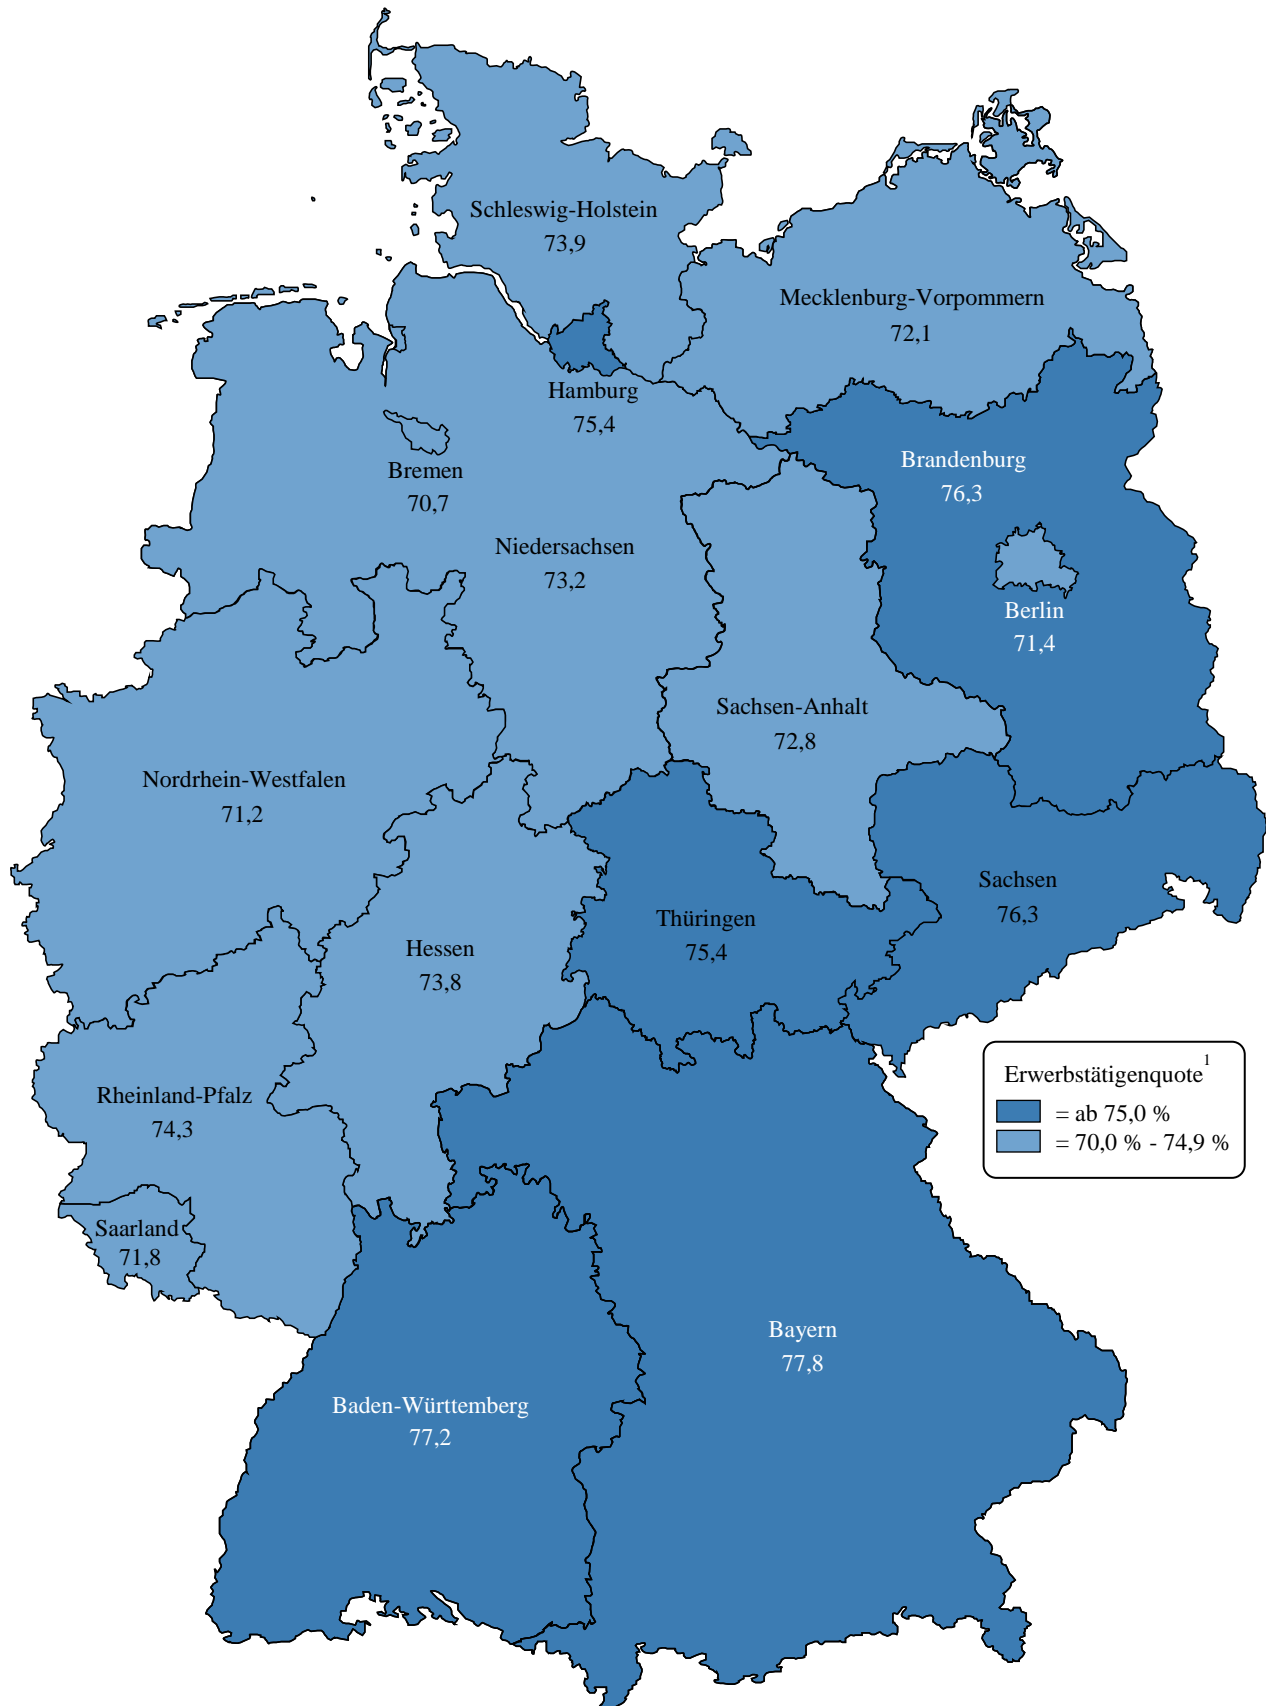 Schleswig-Holstein
73,9
Mecklenburg-Vorpommern
72,1
Hamburg
75,4
Bremen
70,7
Brandenburg
76,3
Niedersachsen
73,2
Berlin
71,4
Sachsen-Anhalt
72,8
Nordrhein-Westfalen
71,2
Sachsen
76,3
Thüringen
75,4
Hessen
73,8
Erwerbstätigenquote¹
= ab 75,0 %
= 70,0 % - 74,9 %
Rheinland-Pfalz
74,3
Saarland
71,8
Bayern
77,8
Baden-Württemberg
77,2